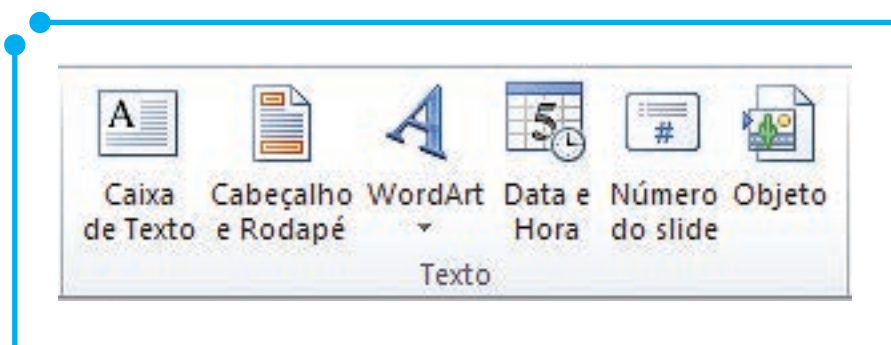 Caixa de Texto
Cabeçalho e Rodapé
WordArt
Data e Hora
Número do slide
Objeto
Texto